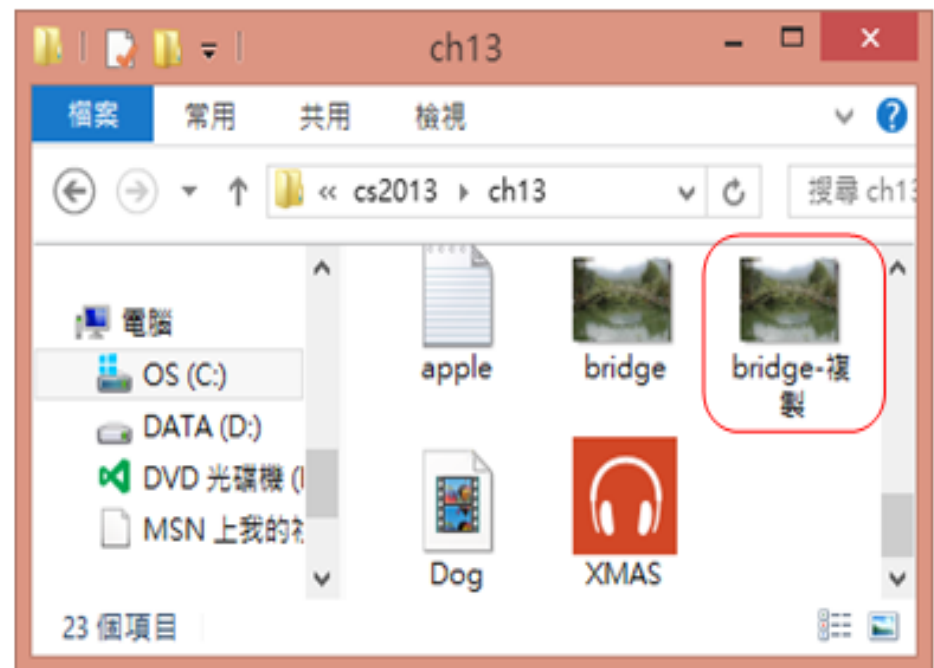 ch13
檔案 常用 共用 檢視
« cs2013 ▸ ch13
搜尋 ch13
電腦
OS (C:)
DATA (D:)
DVD 光碟機 (
MSN 上我的
apple
bridge
bridge-複
製
Dog
XMAS
23 個項目